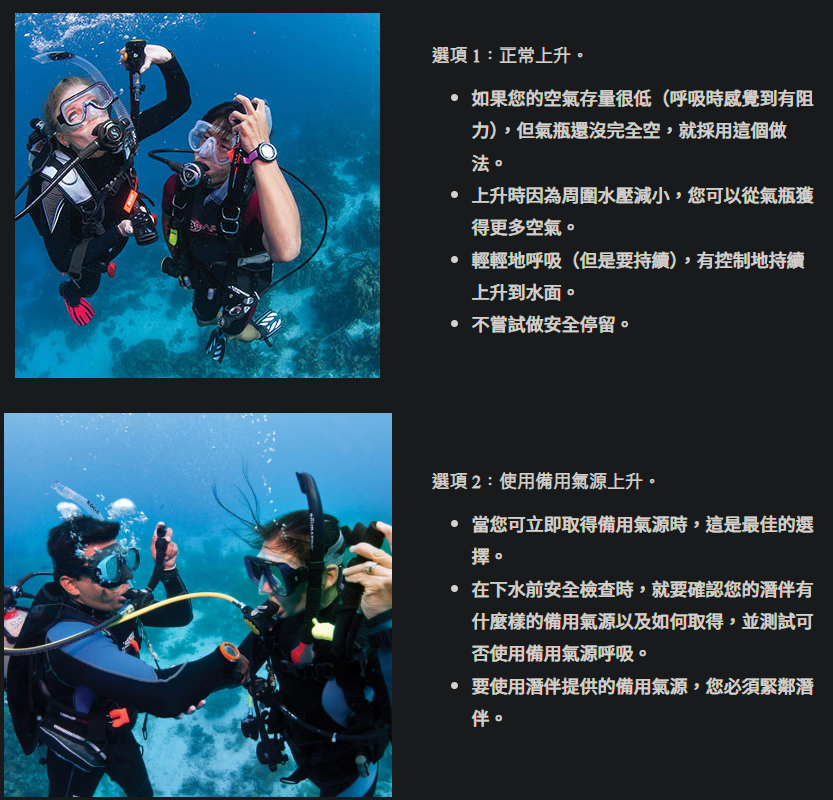 選項 1：正常上升。
如果您的空氣存量很低（呼吸時感覺到有阻
力），但氣瓶還沒完全空，就採用這個做
法。
上升時因為周圍水壓減小，您可以從氣瓶獲
得更多空氣。
輕輕地呼吸（但是要持續），有控制地持續
上升到水面。
不嘗試做安全停留。
選項 2：使用備用氣源上升。
當您可立即取得備用氣源時，這是最佳的選
擇。
在下水前安全檢查時，就要確認您的潛伴有
什麼樣的備用氣源以及如何取得，並測試可
否使用備用氣源呼吸。
要使用潛伴提供的備用氣源，您必須緊鄰潛
伴。